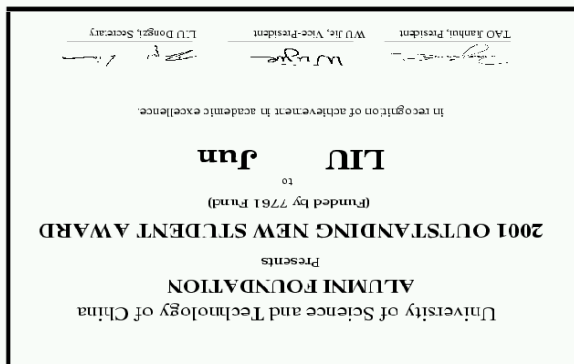 University of Science and Technology of China
ALUMNI FOUNDATION
Presents
2001 OUTSTANDING NEW STUDENT AWARD
(Funded by 7761 Fund)
to
LIU Jun
in recognition of achievement in academic excellence.
TAO Jianhui, President WU Jie, Vice-President LIU Dongzi, Secretary